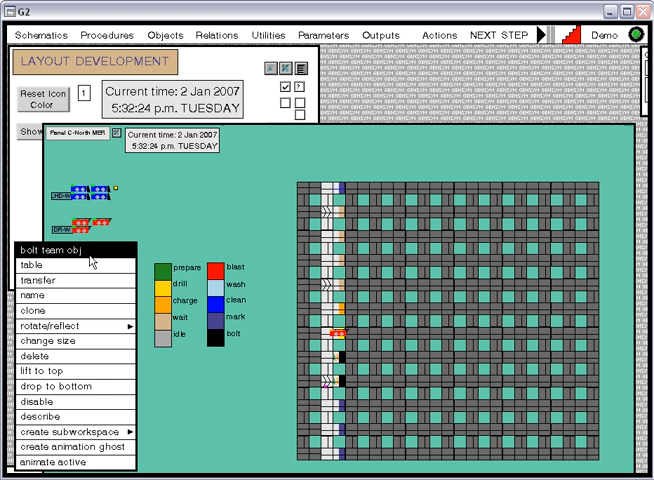 G2
Schematics Procedures Objects Relations Utilities Parameters Outputs Actions NEXT STEP Demo
LAYOUT DEVELOPMENT
Reset Icon
Color
1
Current time: 2 Jan 2007
5:32:24 p.m. TUESDAY
?
Show
Panel C-North MER
Current time: 2 Jan 2007
5:32:24 p.m. TUESDAY
LHD-W
DR-W
bolt team obj
table
transfer
name
clone
rotate/reflect
change size
delete
lift to top
drop to bottom
disable
describe
create subworkspace
create animation ghost
animate active
prepare
drill
charge
wait
idle
blast
wash
clean
mark
bolt